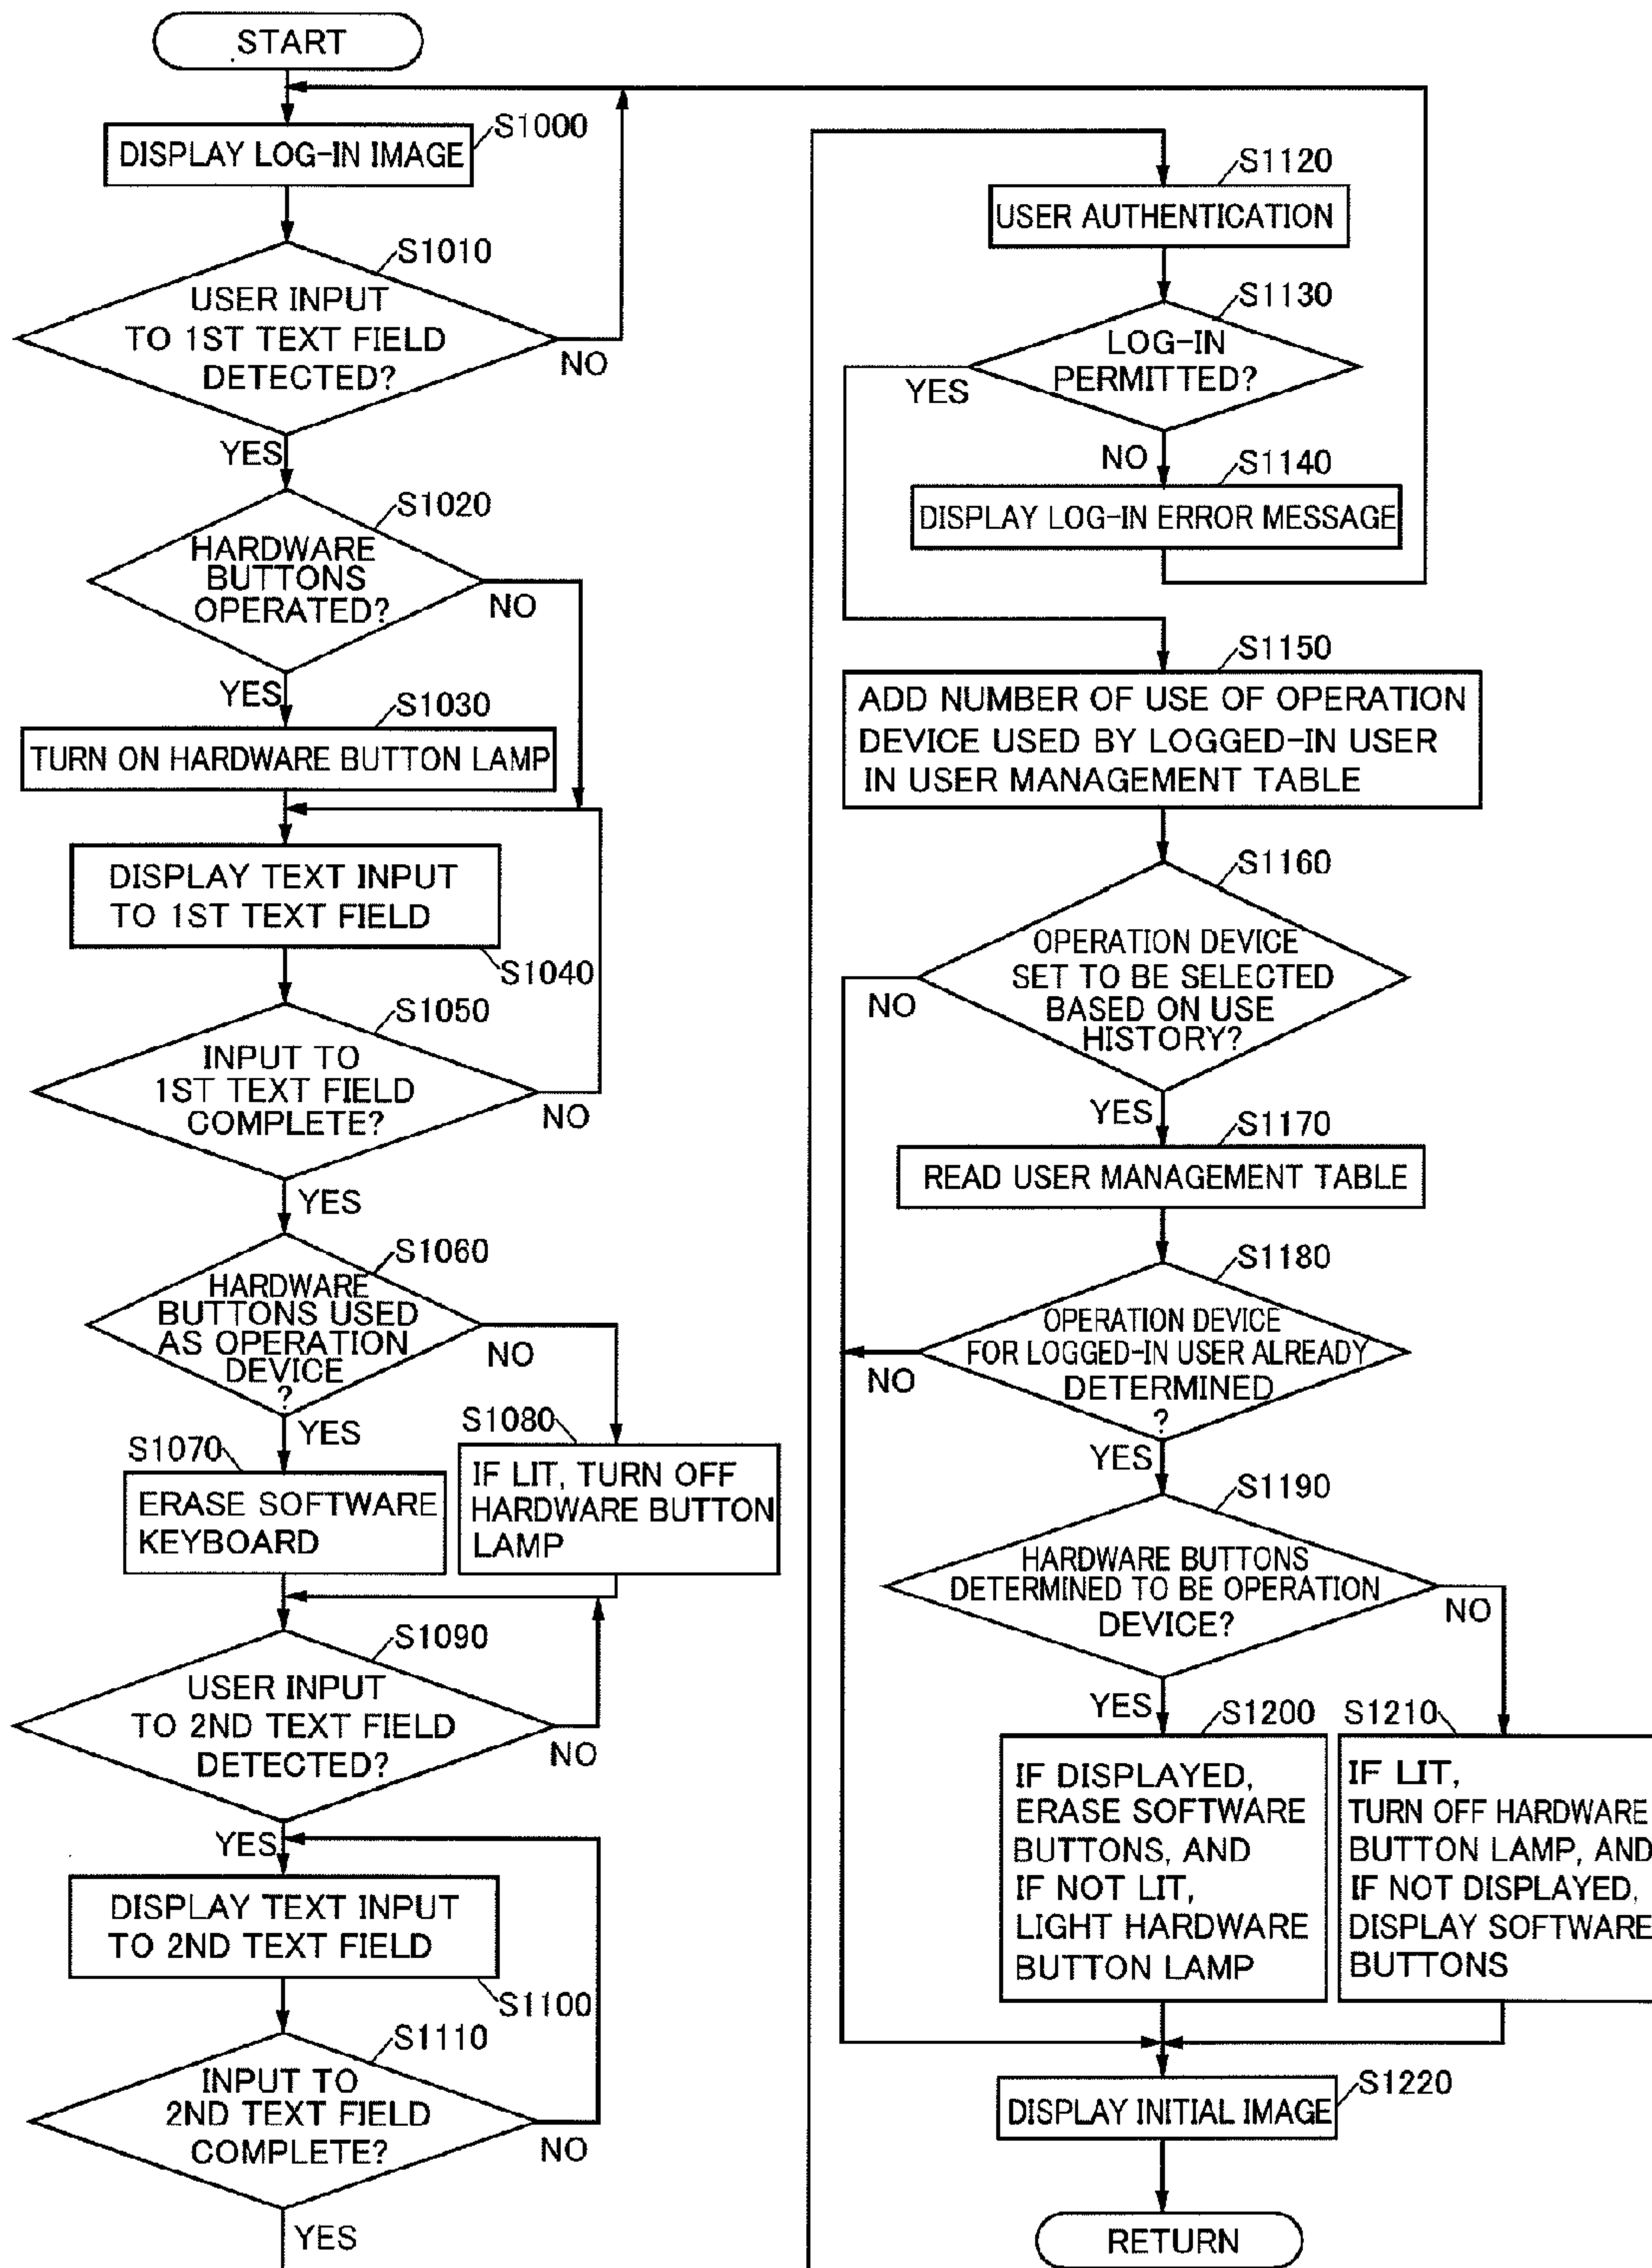 START
S1000
DISPLAY LOG-IN IMAGE
S1010
USER INPUT
TO 1ST TEXT FIELD
DETECTED?
NO
YES
S1020
HARDWARE
BUTTONS
OPERATED?
NO
YES
S1030
TURN ON HARDWARE BUTTON LAMP
DISPLAY TEXT INPUT
TO 1ST TEXT FIELD
S1040
S1050
INPUT TO
1ST TEXT FIELD
COMPLETE?
NO
YES
S1060
HARDWARE
BUTTONS USED
AS OPERATION
DEVICE
?
NO
YES
S1070
ERASE SOFTWARE
KEYBOARD
S1080
IF LIT, TURN OFF
HARDWARE BUTTON
LAMP
S1090
USER INPUT
TO 2ND TEXT FIELD
DETECTED?
NO
YES
DISPLAY TEXT INPUT
TO 2ND TEXT FIELD
S1100
S1110
INPUT TO
2ND TEXT FIELD
COMPLETE?
NO
YES
S1120
USER AUTHENTICATION
S1130
LOG-IN
PERMITTED?
YES
NO
S1140
DISPLAY LOG-IN ERROR MESSAGE
S1150
ADD NUMBER OF USE OF OPERATION
DEVICE USED BY LOGGED-IN USER
IN USER MANAGEMENT TABLE
S1160
OPERATION DEVICE
SET TO BE SELECTED
BASED ON USE
HISTORY?
NO
YES
S1170
READ USER MANAGEMENT TABLE
S1180
OPERATION DEVICE
FOR LOGGED-IN USER ALREADY
DETERMINED
?
NO
YES
S1190
HARDWARE BUTTONS
DETERMINED TO BE OPERATION
DEVICE?
NO
YES
S1200
IF DISPLAYED,
ERASE SOFTWARE
BUTTONS, AND
IF NOT LIT,
LIGHT HARDWARE
BUTTON LAMP
S1210
IF LIT,
TURN OFF HARDWARE
BUTTON LAMP, AND
IF NOT DISPLAYED,
DISPLAY SOFTWARE
BUTTONS
S1220
DISPLAY INITIAL IMAGE
RETURN